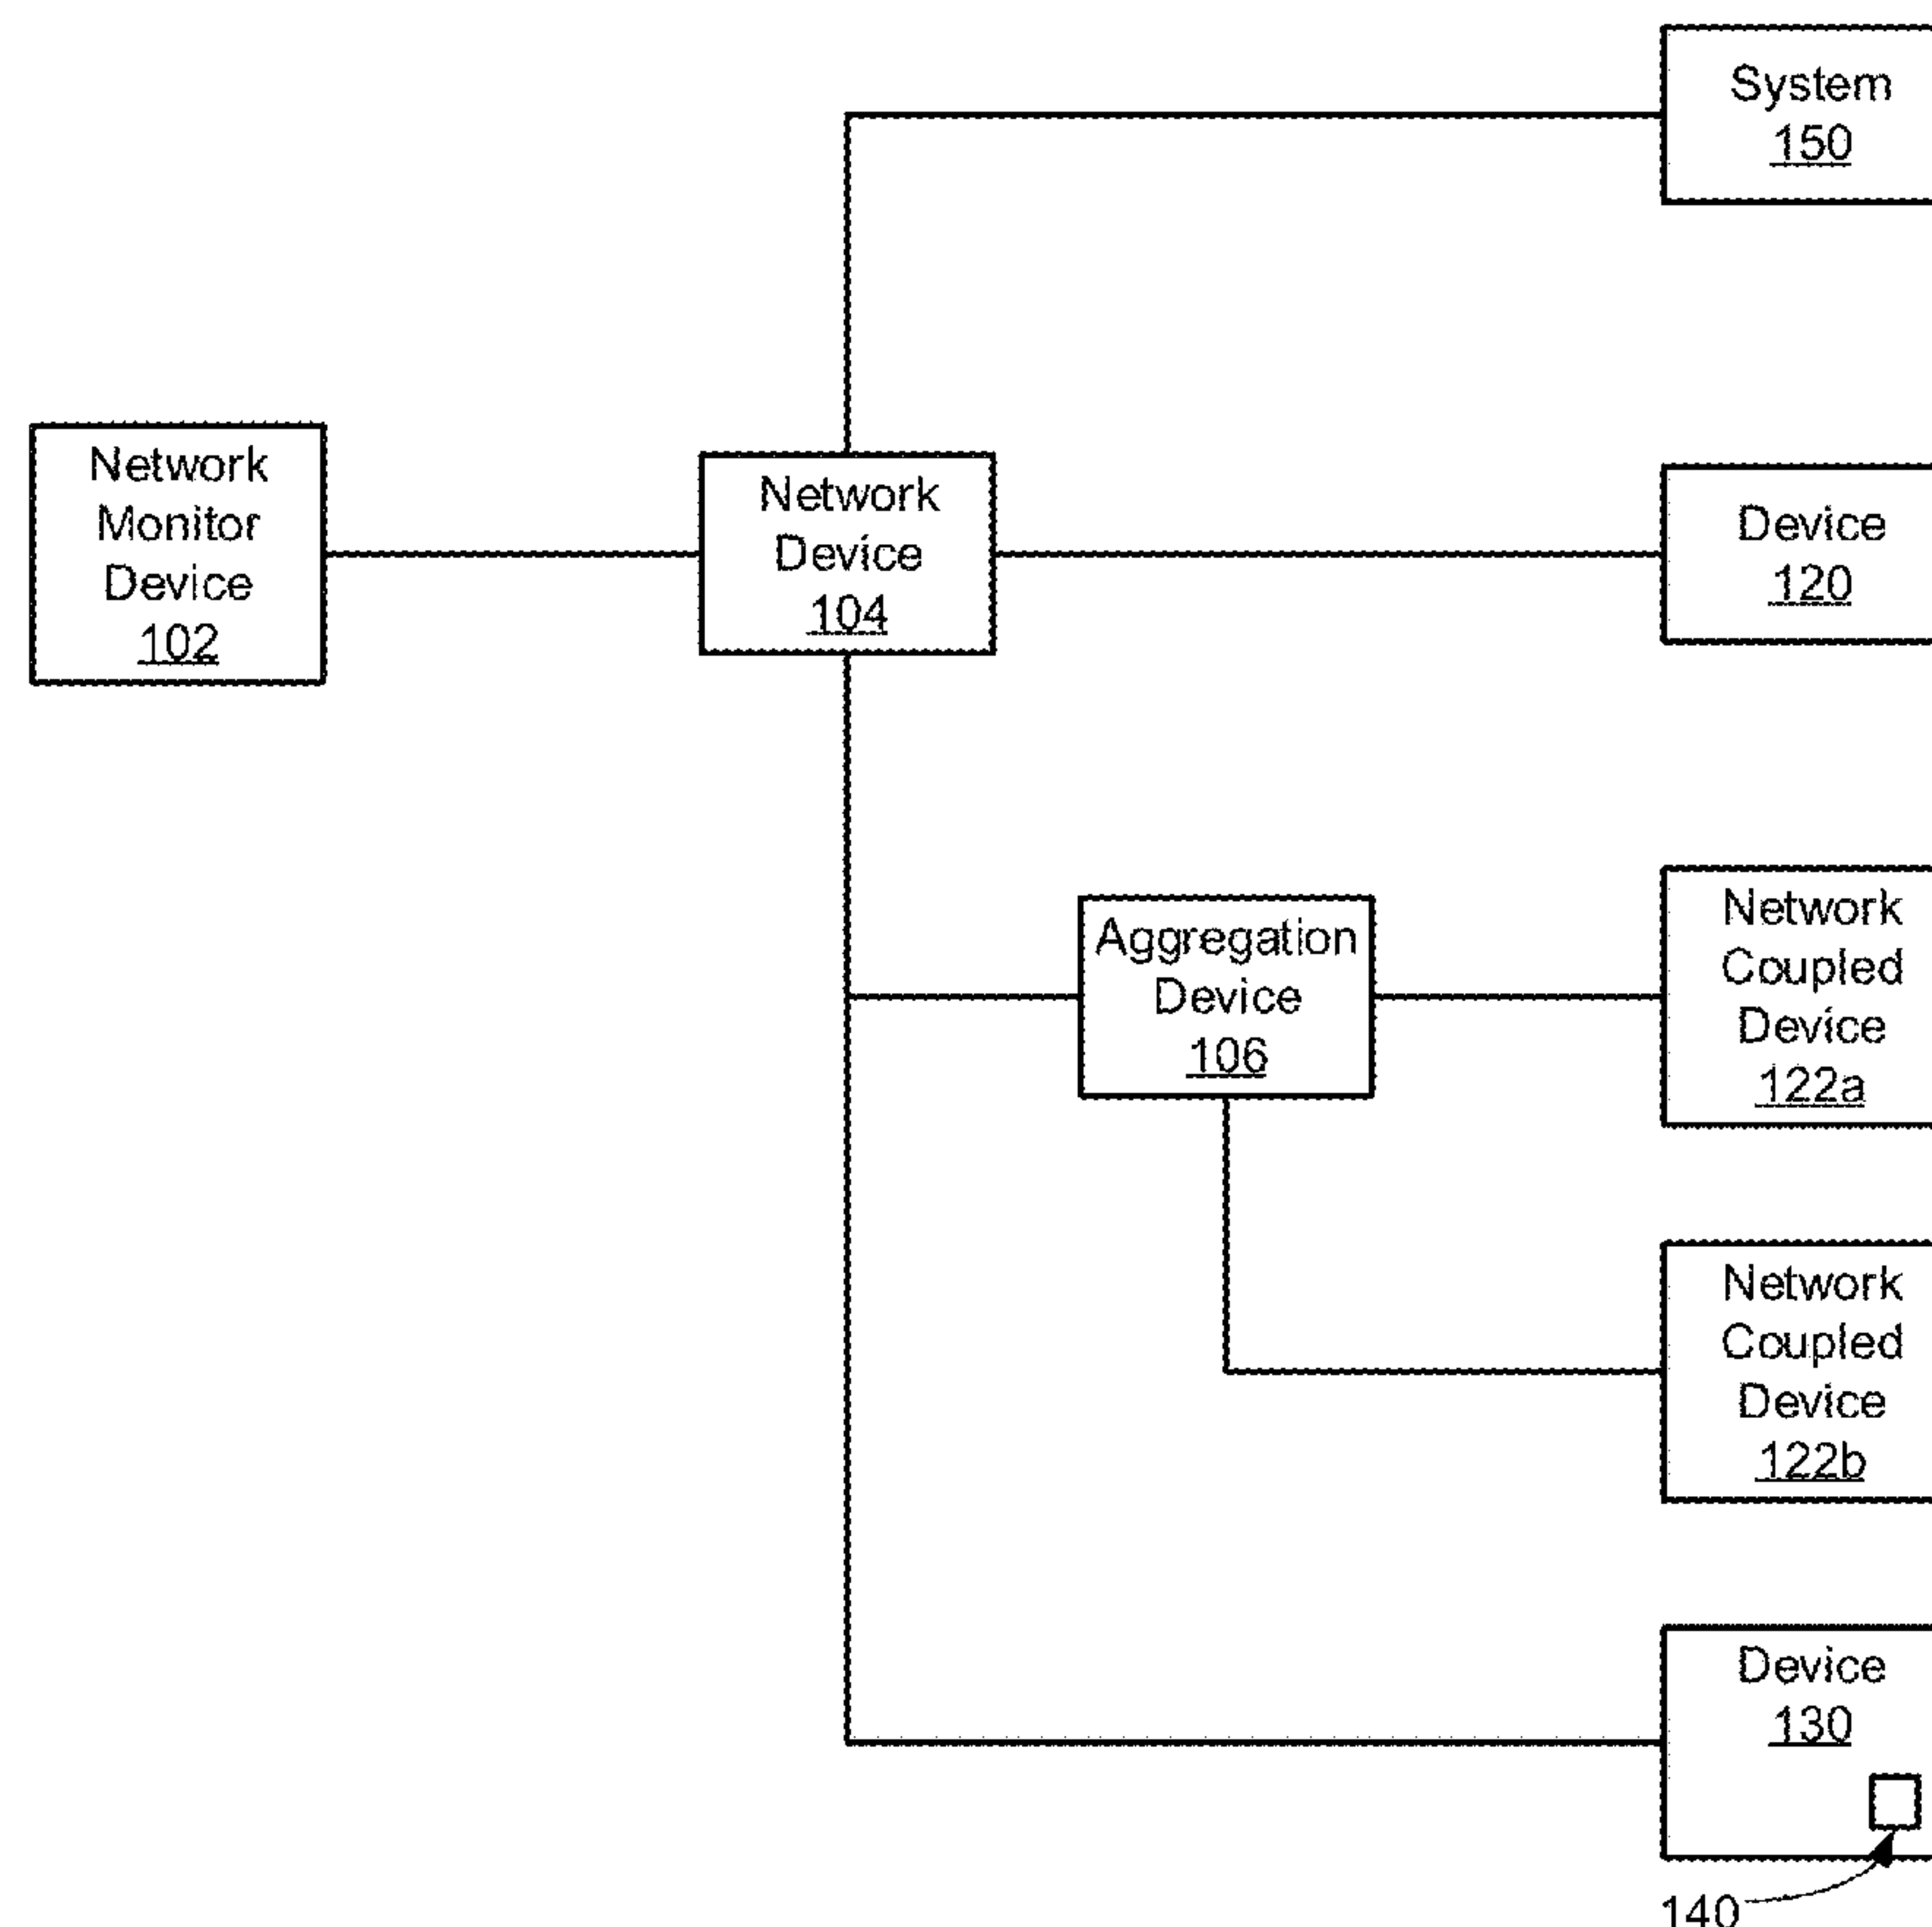 System
150
Network
Monitor
Device
102
Network
Device
104
Device
120
Aggregation
Device
106
Network
Coupled
Device
122a
Network
Coupled
Device
122b
Device
130
140